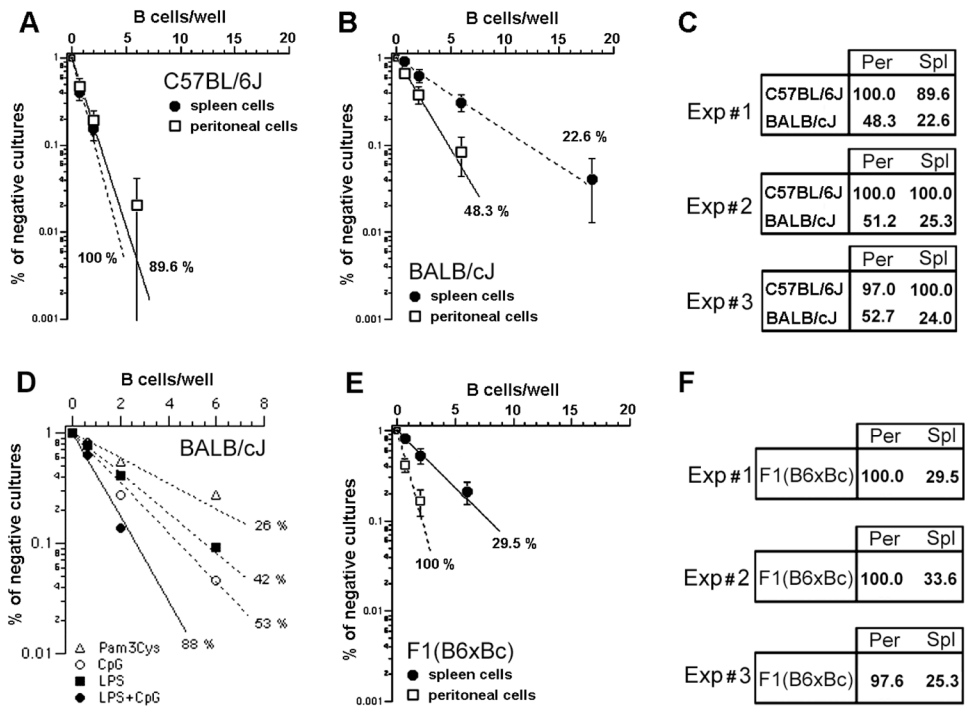 A
B cells/well
0 5 10 15 20
% of negative cultures
1
0.1
0.01
0.001
C57BL/6J
spleen cells
peritoneal cells
100 %
89.6 %
B
B cells/well
0 5 10 15 20
% of negative cultures
1
0.1
0.01
0.001
22.6 %
48.3 %
BALB/cJ
spleen cells
peritoneal cells
C
Per Spl
Exp#1
C57BL/6J 100.0 89.6
BALB/cJ 48.3 22.6
Per Spl
Exp#2
C57BL/6J 100.0 100.0
BALB/cJ 51.2 25.3
Per Spl
Exp#3
C57BL/6J 97.0 100.0
BALB/cJ 52.7 24.0
D
B cells/well
0 2 4 6 8
% of negative cultures
1
0.1
0.01
BALB/cJ
26 %
42 %
53 %
88 %
Pam3Cys
CpG
LPS
LPS+CpG
E
B cells/well
0 5 10 15 20
% of negative cultures
1
0.1
0.01
0.001
29.5 %
100 %
F1(B6xBc)
spleen cells
peritoneal cells
F
Per Spl
Exp#1 F1(B6xBc) 100.0 29.5
Per Spl
Exp#2 F1(B6xBc) 100.0 33.6
Per Spl
Exp#3 F1(B6xBc) 97.6 25.3